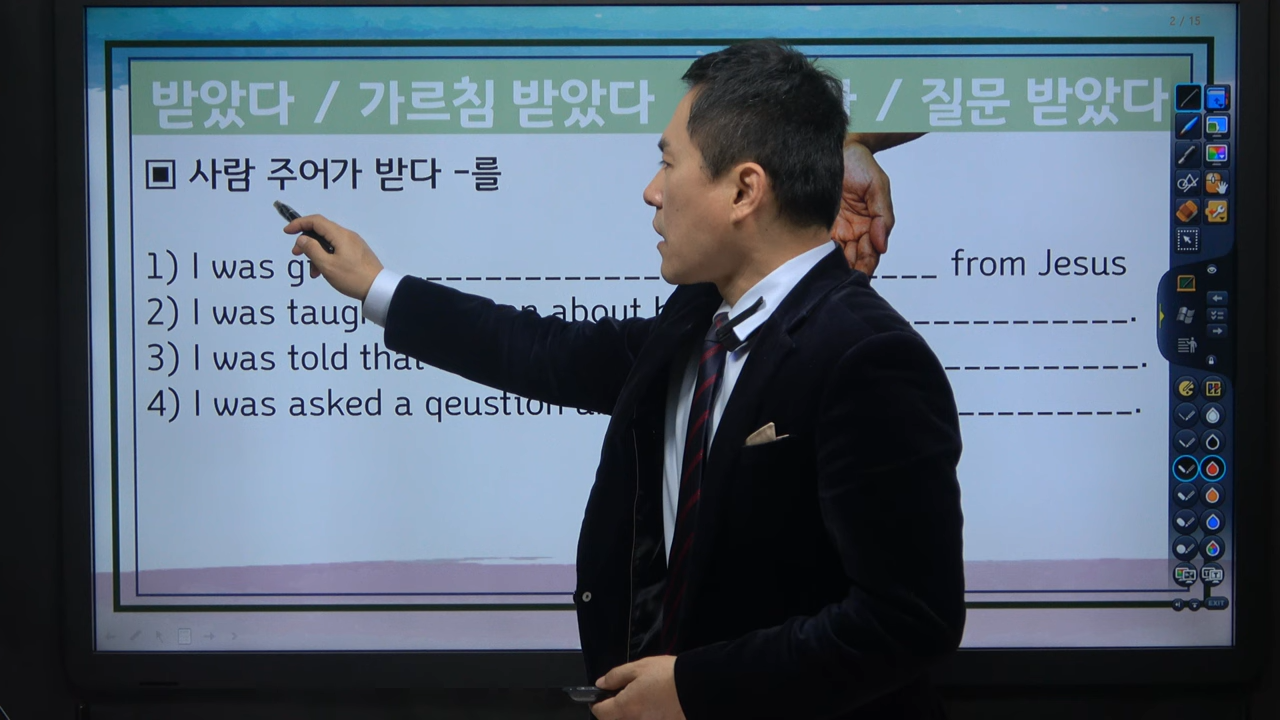 2 / 15
받았다 / 가르침 받았다 / 질문 받았다
▣ 사람 주어가 받다 -를
1) I was from Jesus
2) I was about
3) I was told that
4) I was asked a qeustion
EXIT